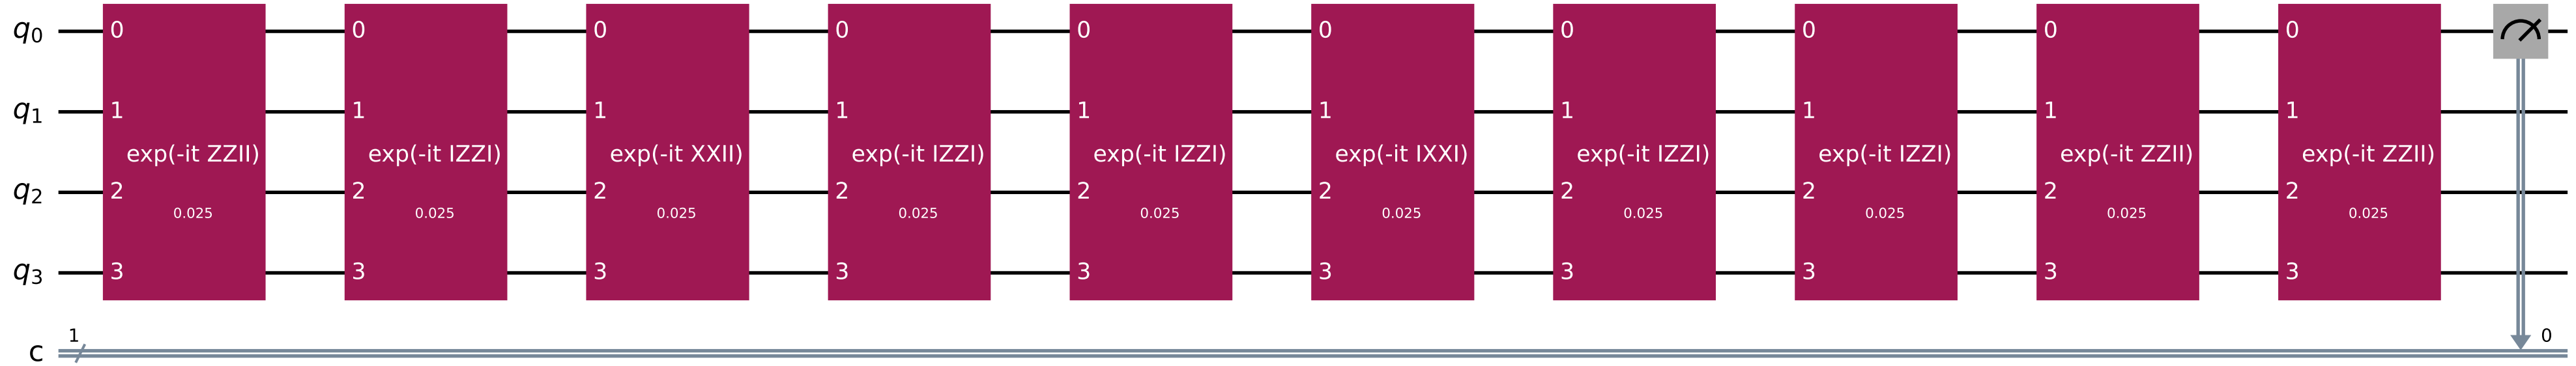 q0 0 0 0 0 0 0 0 0 0 0
q1 1 1 1 1 1 1 1 1 1 1
exp(-it ZZII) exp(-it IZZI) exp(-it XXII) exp(-it IZZI) exp(-it IZZI) exp(-it IXXI) exp(-it IZZI) exp(-it IZZI) exp(-it ZZII) exp(-it ZZII)
q2 2 2 2 2 2 2 2 2 2 2
0.025 0.025 0.025 0.025 0.025 0.025 0.025 0.025 0.025 0.025
q3 3 3 3 3 3 3 3 3 3 3
1 0
c